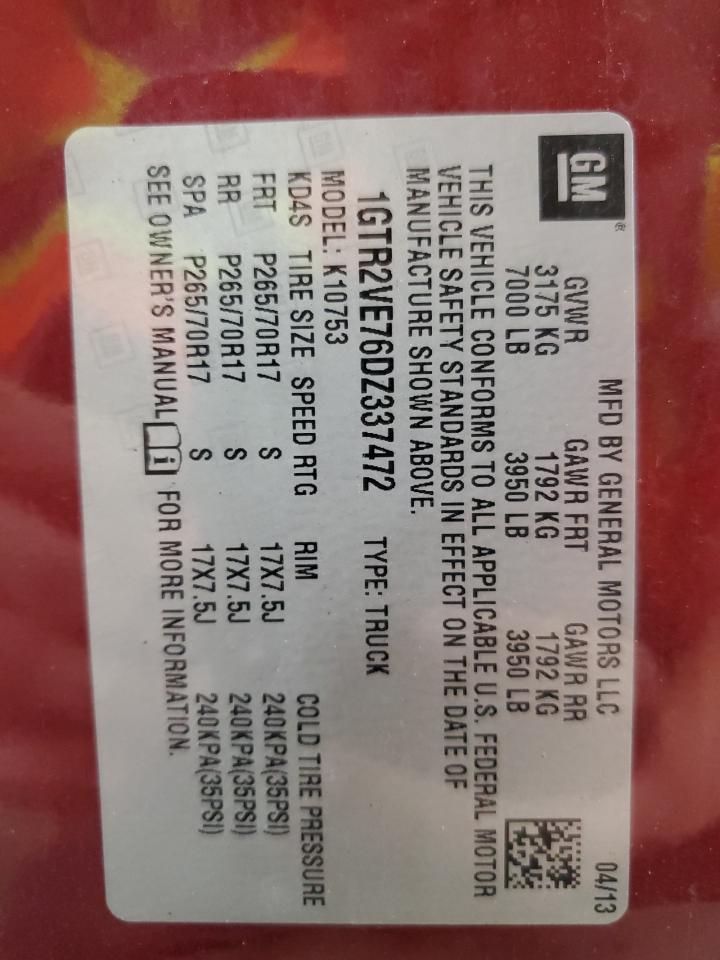 GM®
MFD BY GENERAL MOTORS LLC 04/13
GVWR GAWR FRT GAWR RR
3175 KG 1792 KG 1792 KG
7000 LB 3950 LB 3950 LB
THIS VEHICLE CONFORMS TO ALL APPLICABLE U.S. FEDERAL MOTOR
VEHICLE SAFETY STANDARDS IN EFFECT ON THE DATE OF
MANUFACTURE SHOWN ABOVE.
1GTR2VE76DZ337472 TYPE: TRUCK
MODEL: K10753
KD4S TIRE SIZE SPEED RTG RIM COLD TIRE PRESSURE
FRT P265/70R17 S 17X7.5J 240KPA(35PSI)
RR P265/70R17 S 17X7.5J 240KPA(35PSI)
SPA P265/70R17 S 17X7.5J 240KPA(35PSI)
SEE OWNER'S MANUAL i FOR MORE INFORMATION.